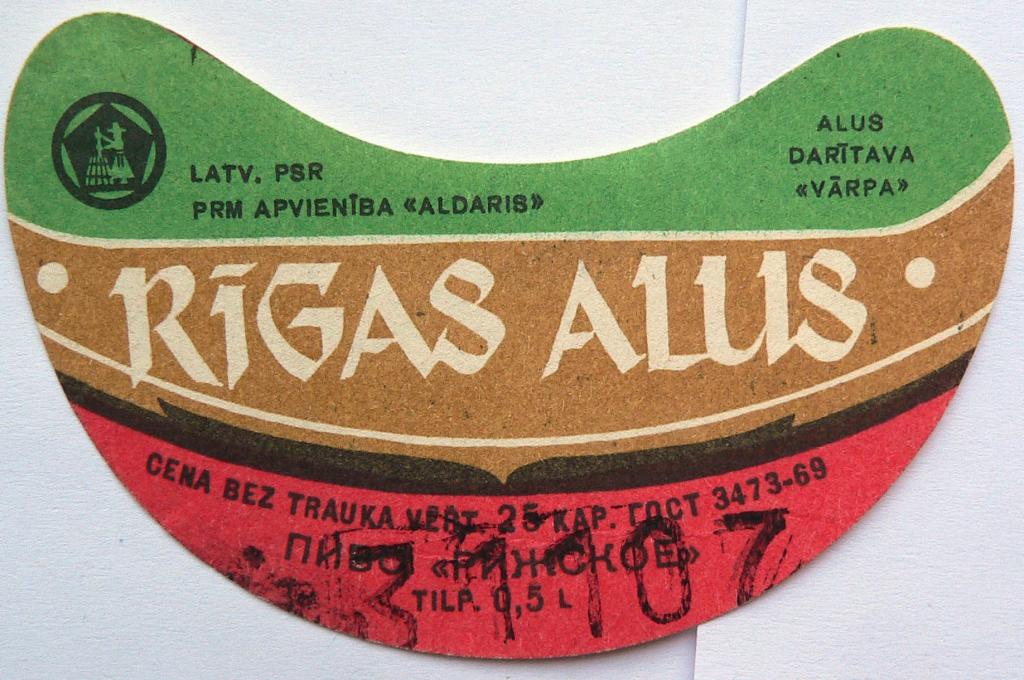 LATV. PSR
PRM APVIENĪBA «ALDARIS»
ALUS
DARĪTAVA
«VĀRPA»
RĪGAS ALUS
CENA BEZ TRAUKA VĒRT. 25 KAP. ГОСТ 3473-69
ПИВО «РИЖСКОЕ»
TILP. 0,5 L